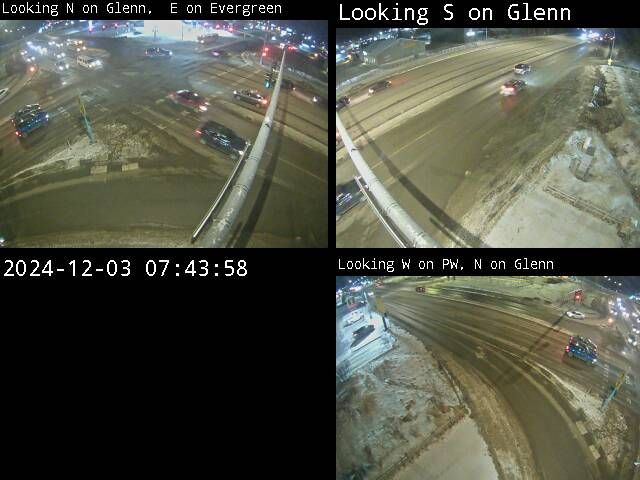 Looking N on Glenn,  E on Evergreen
Looking S on Glenn
2024-12-03 07:43:58
Looking W on PW, N on Glenn